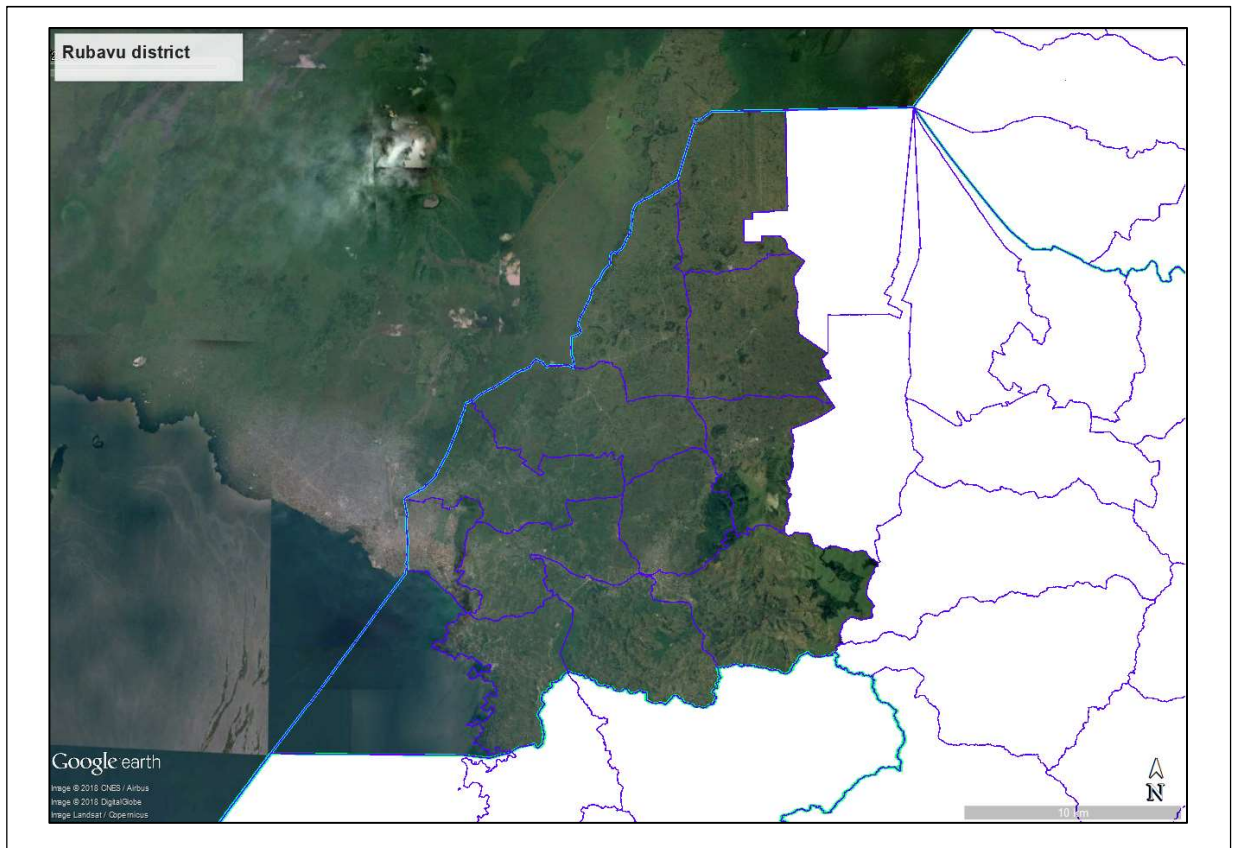 Rubavu district
Google earth
Image © 2018 CNES / Airbus
Image © 2018 DigitalGlobe
Image Landsat / Copernicus
N
10 km